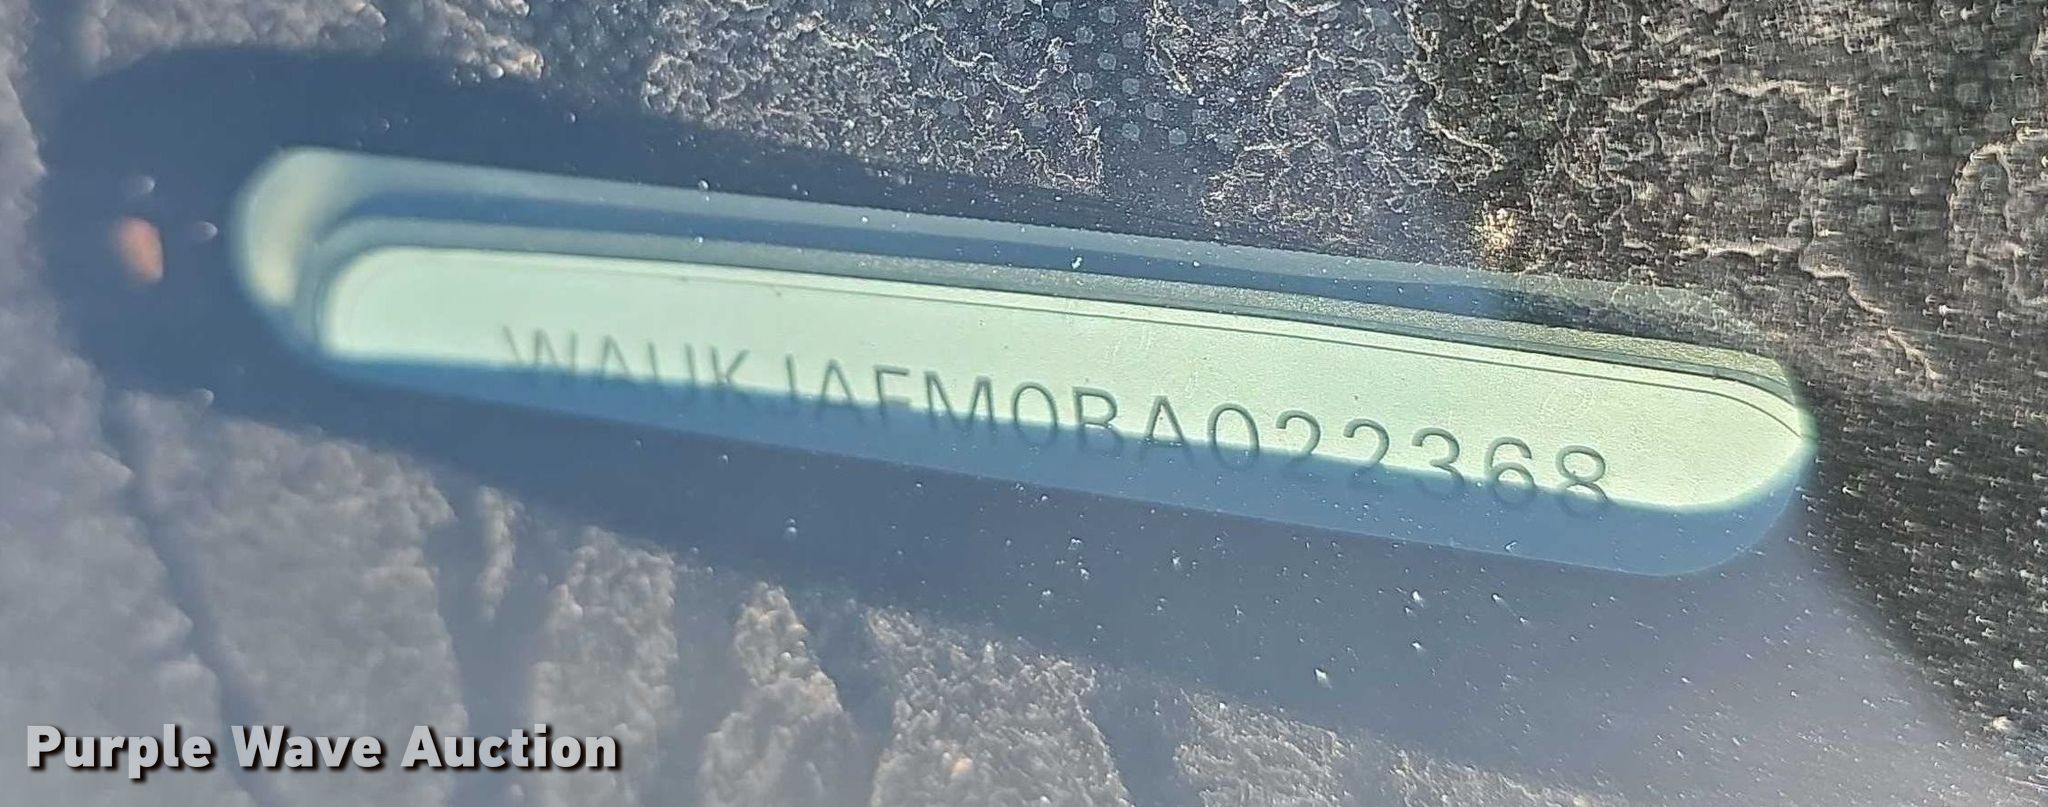 WAUKJAFM0BA022368
Purple Wave Auction